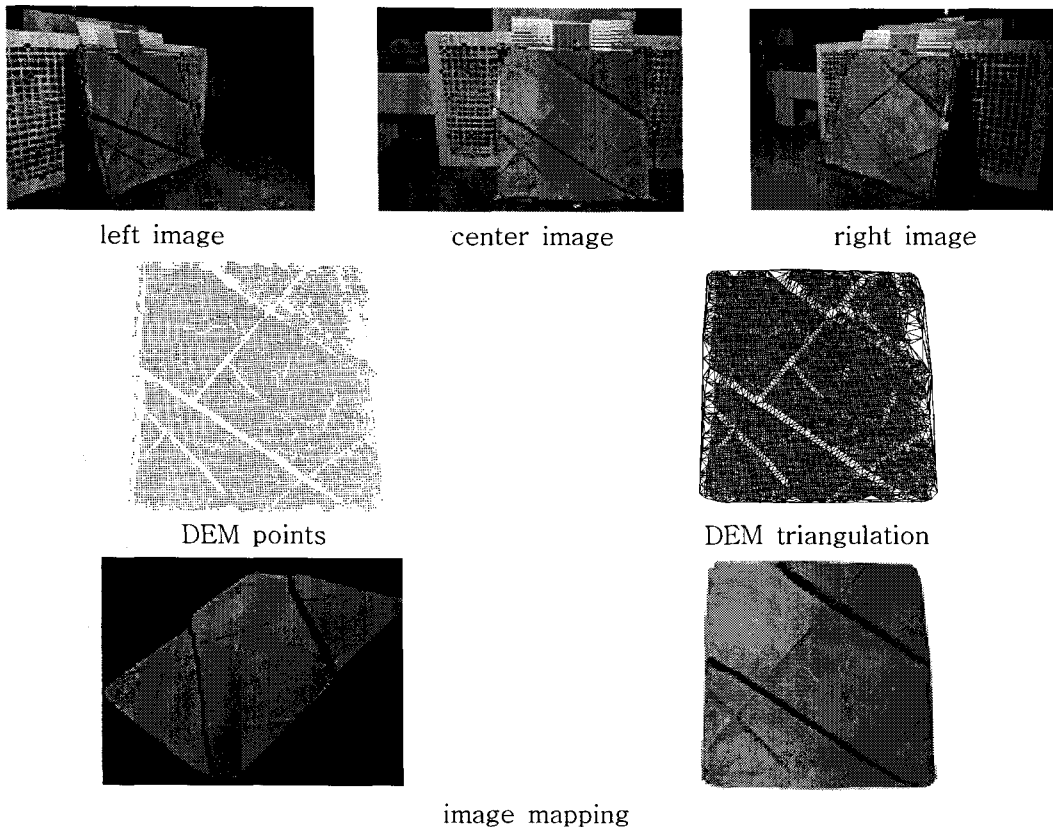 left image
center image
right image
DEM points
DEM triangulation
image mapping